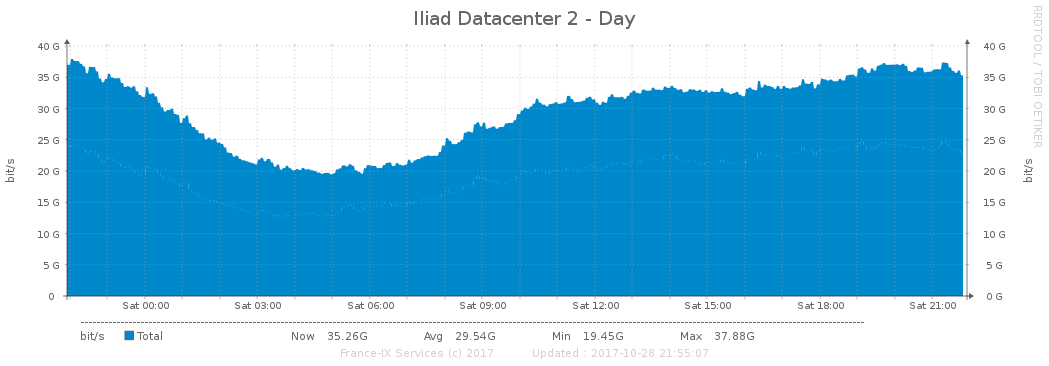 Iliad Datacenter 2 - Day
RRDTOOL / TOBI OETIKER
40 G 40 G
35 G 35 G
30 G 30 G
25 G 25 G
20 G 20 G
15 G 15 G
10 G 10 G
5 G 5 G
0 0 G
bit/s bit/s
Sat 00:00 Sat 03:00 Sat 06:00 Sat 09:00 Sat 12:00 Sat 15:00 Sat 18:00 Sat 21:00
bit/s Total Now 35.26G Avg 29.54G Min 19.45G Max 37.88G
France-IX Services (c) 2017 Updated : 2017-10-28 21:55:07